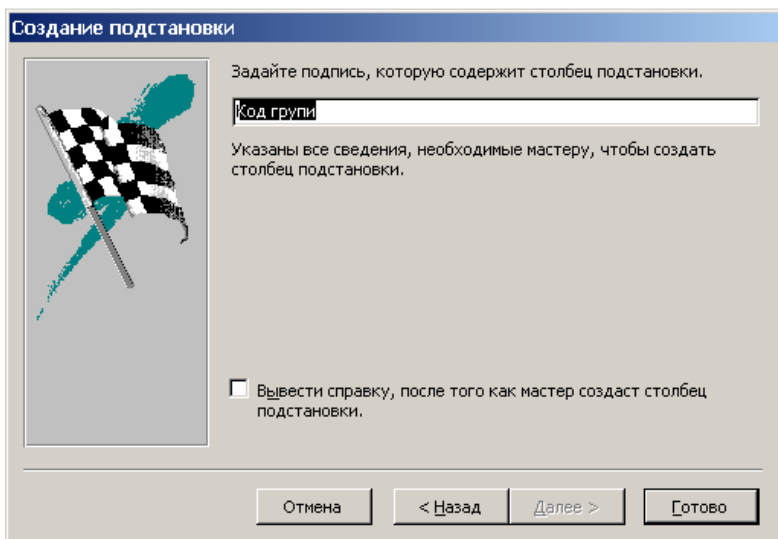 Создание подстановки
Задайте подпись, которую содержит столбец подстановки.
Код групи
Указаны все сведения, необходимые мастеру, чтобы создать
столбец подстановки.
Вывести справку, после того как мастер создаст столбец
подстановки.
Отмена
< Назад
Далее >
Готово